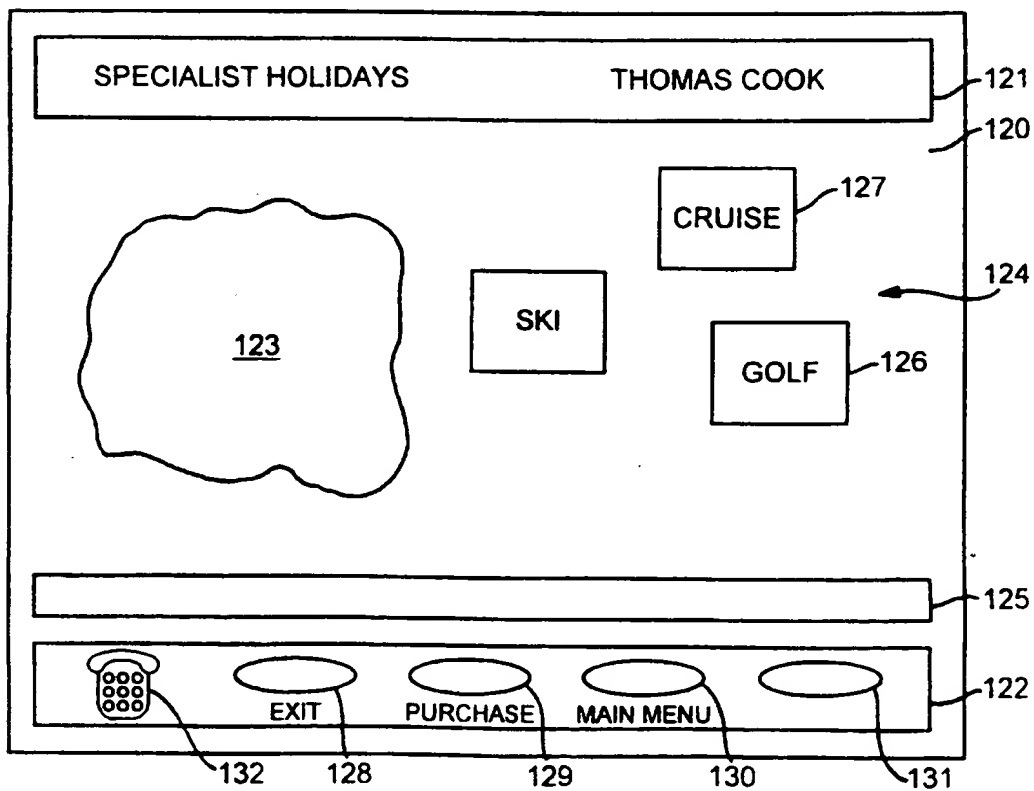 SPECIALIST HOLIDAYS THOMAS COOK
121
120
127
CRUISE
124
SKI
123
126
GOLF
125
122
EXIT PURCHASE MAIN MENU
132 128 129 130 131